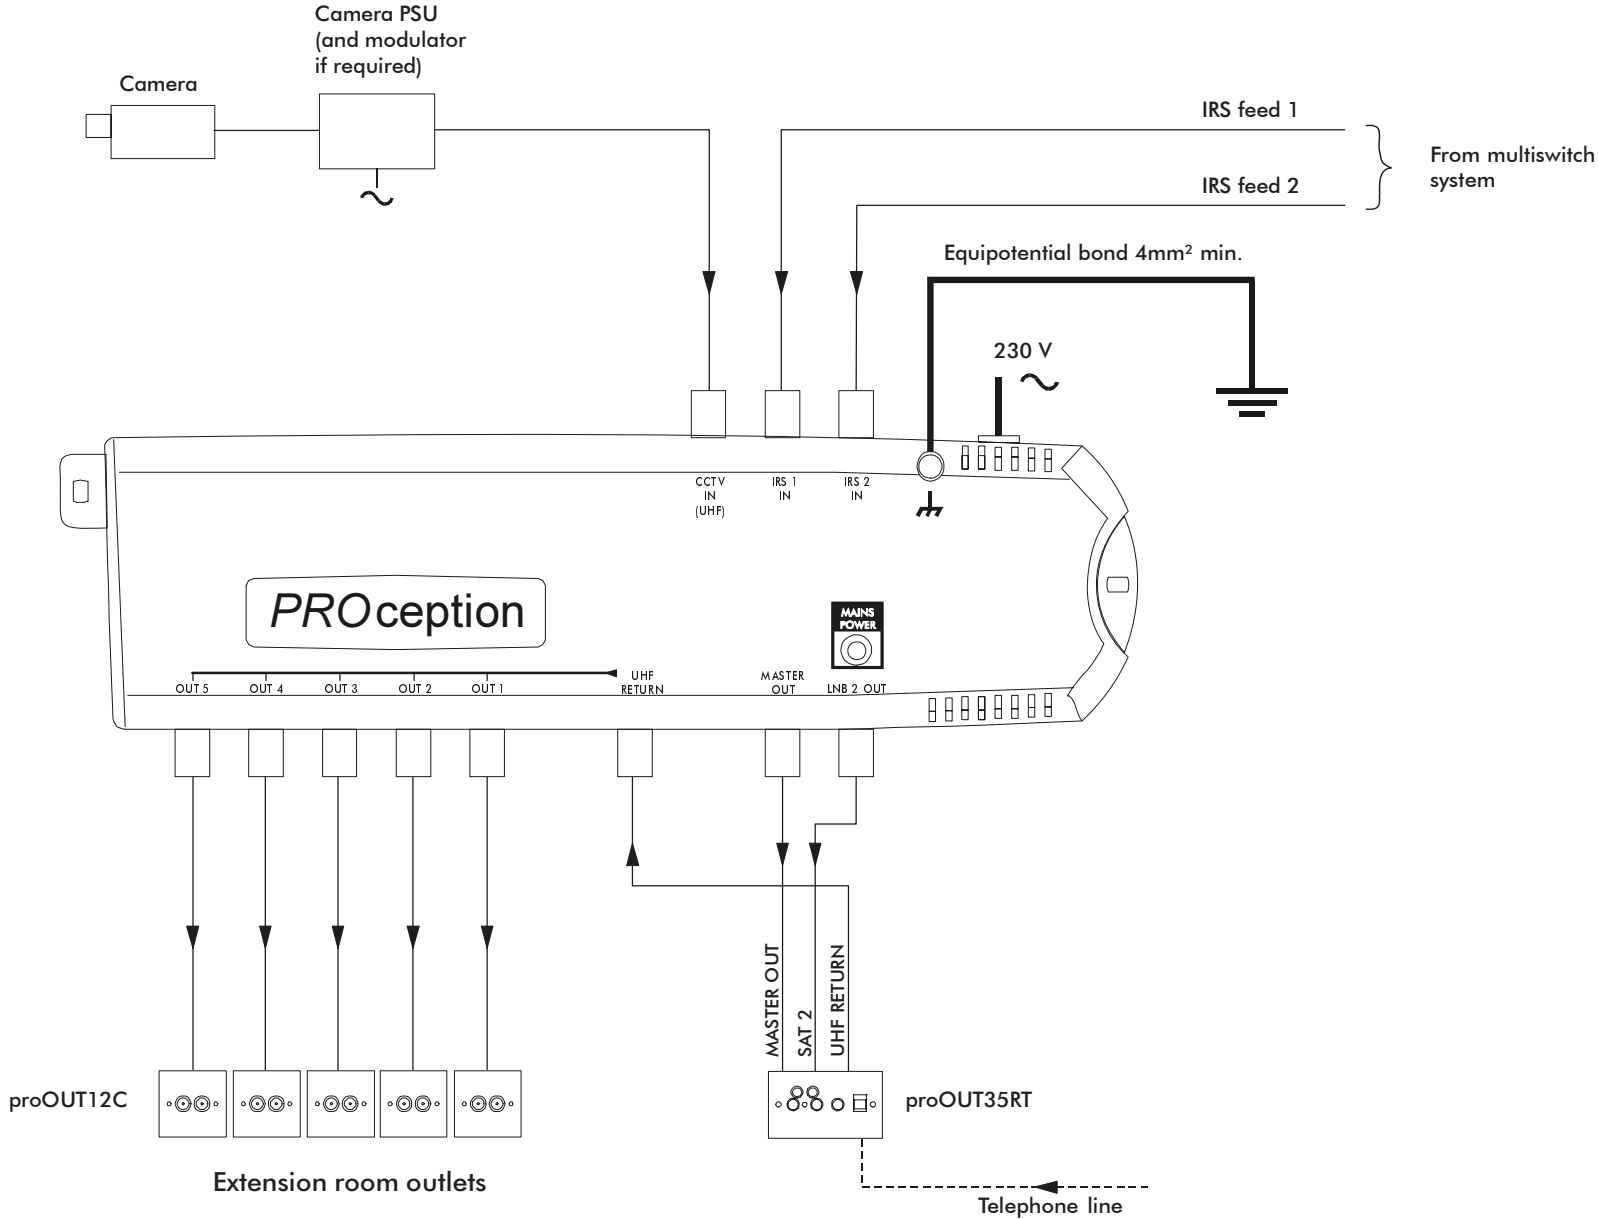 Camera PSU
(and modulator
if required)
Camera
IRS feed 1
From multiswitch
system
IRS feed 2
Equipotential bond 4mm² min.
230 V
CCTV
IN
(UHF)
IRS 1
IN
IRS 2
IN
PROception
MAINS
POWER
OUT 5
OUT 4
OUT 3
OUT 2
OUT 1
UHF
RETURN
MASTER
OUT
LNB 2 OUT
MASTER OUT
SAT 2
UHF RETURN
proOUT12C
proOUT35RT
Extension room outlets
Telephone line